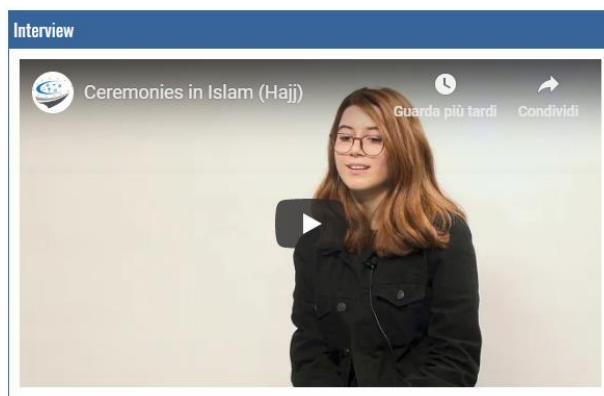 Interview
Ceremonies in Islam (Hajj)
Guarda più tardi
Condividi